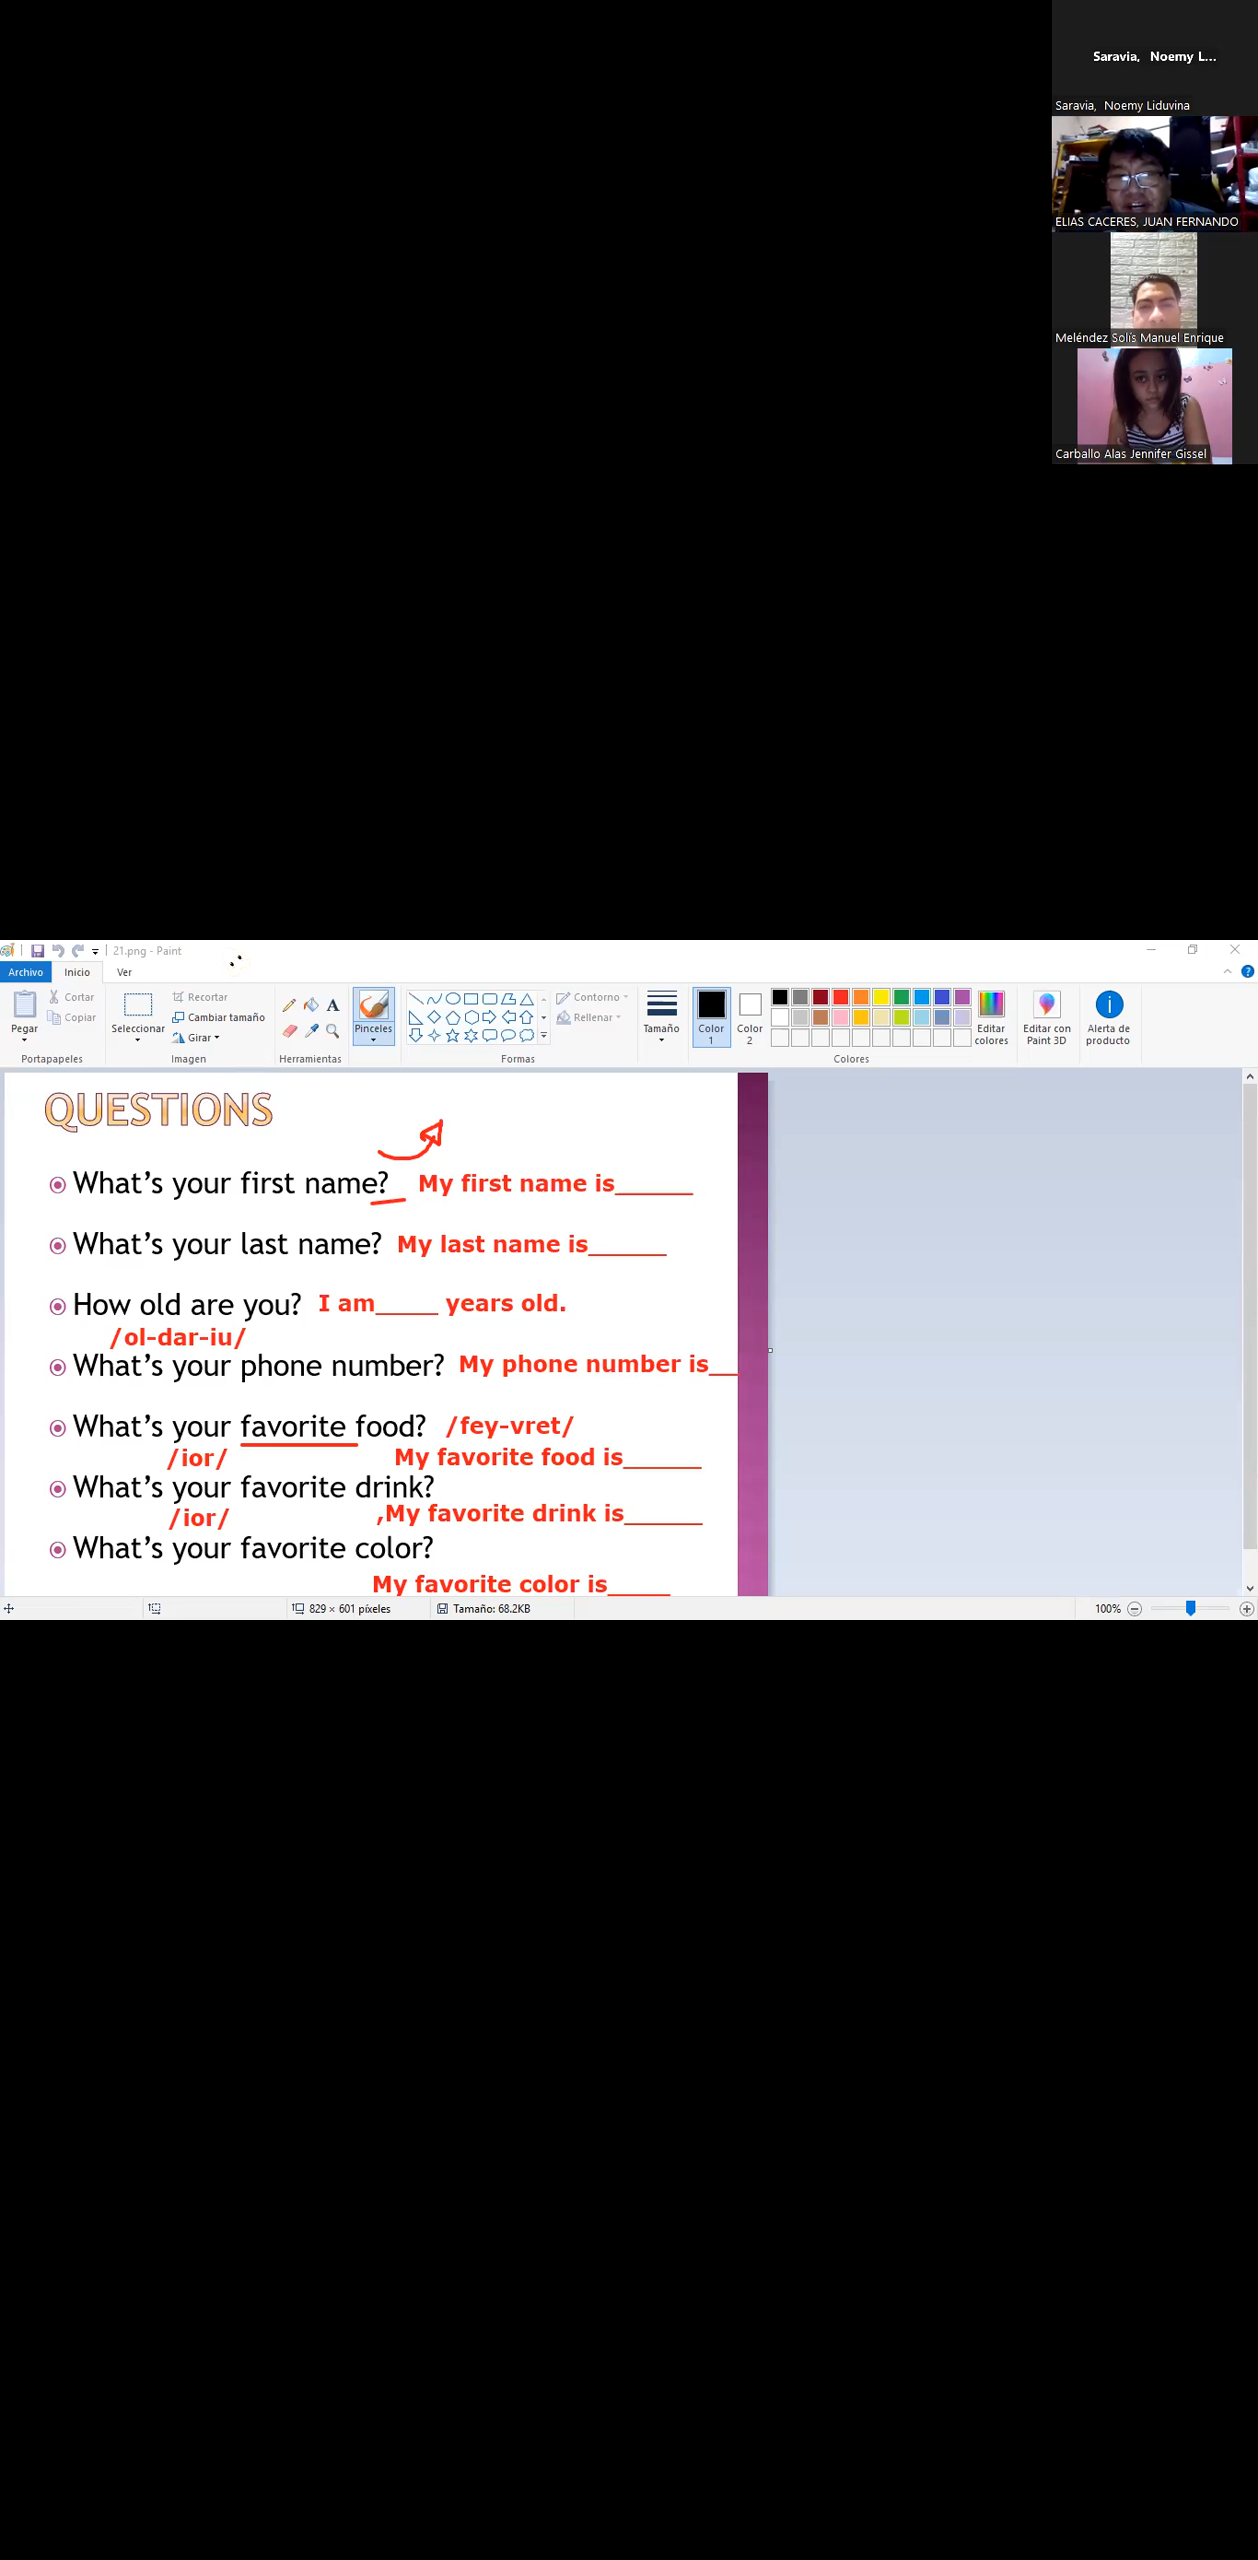 Saravia, Noemy L...
Saravia, Noemy Liduvina
ELIAS CACERES, JUAN FERNANDO
Meléndez Solís Manuel Enrique
Carballo Alas Jennifer Gissel
21.png - Paint
Archivo Inicio Ver
Pegar
Cortar
Copiar
Portapapeles
Seleccionar
Recortar
Cambiar tamaño
Girar
Imagen
A
Herramientas
Pinceles
Contorno
Rellenar
Formas
Tamaño
Color 1
Color 2
Colores
Editar colores
Editar con Paint 3D
Alerta de producto
QUESTIONS
What's your first name? My first name is______
What's your last name? My last name is______
How old are you? I am_____ years old.
/ol-dar-iu/
What's your phone number? My phone number is__
What's your favorite food? /fey-vret/
/ior/ My favorite food is______
What's your favorite drink?
/ior/ ,My favorite drink is______
What's your favorite color?
My favorite color is_____
829 × 601 píxeles Tamaño: 68.2KB 100%